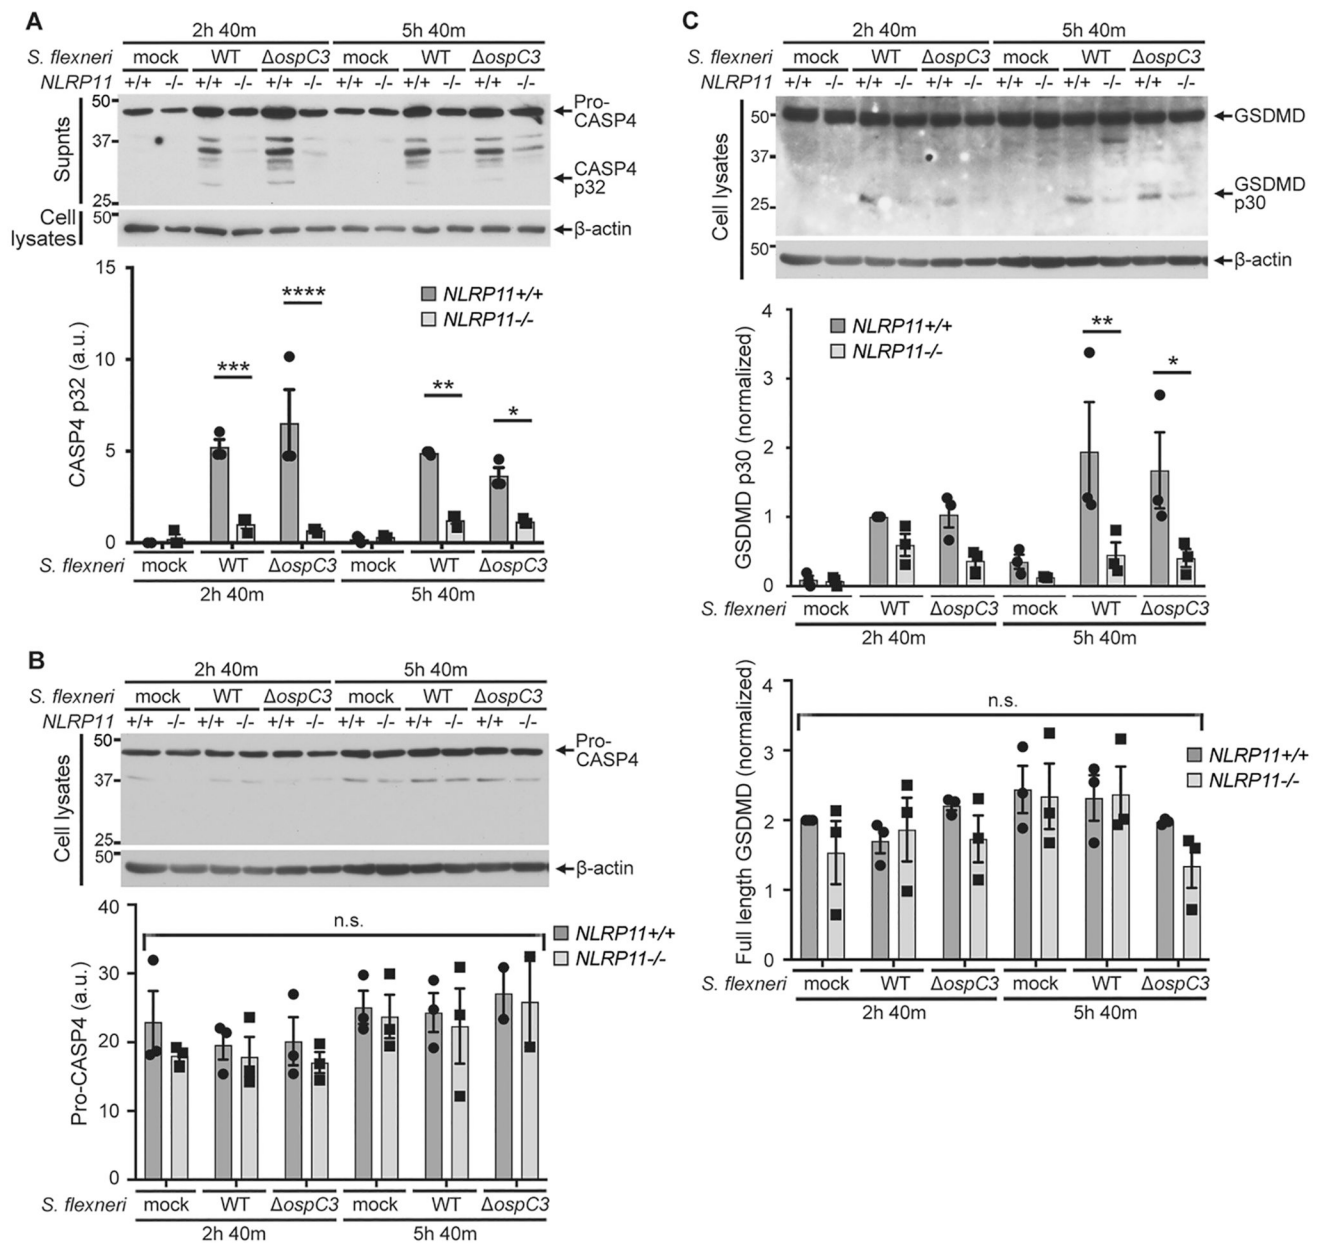 A
2h 40m 5h 40m
S. flexneri mock WT ΔospC3 mock WT ΔospC3
NLRP11 +/+ -/- +/+ -/- +/+ -/- +/+ -/- +/+ -/- +/+ -/-
Supnts
50
37
25
Pro-
CASP4
CASP4
p32
Cell
lysates
50
β-actin
CASP4 p32 (a.u.)
15
10
5
0
*** **** ** *
NLRP11+/+
NLRP11-/-
S. flexneri mock WT ΔospC3 mock WT ΔospC3
2h 40m 5h 40m
B
2h 40m 5h 40m
S. flexneri mock WT ΔospC3 mock WT ΔospC3
NLRP11 +/+ -/- +/+ -/- +/+ -/- +/+ -/- +/+ -/- +/+ -/-
Cell lysates
50
37
25
50
Pro-
CASP4
β-actin
Pro-CASP4 (a.u.)
40
30
20
10
0
n.s.
NLRP11+/+
NLRP11-/-
S. flexneri mock WT ΔospC3 mock WT ΔospC3
2h 40m 5h 40m
C
2h 40m 5h 40m
S. flexneri mock WT ΔospC3 mock WT ΔospC3
NLRP11 +/+ -/- +/+ -/- +/+ -/- +/+ -/- +/+ -/- +/+ -/-
Cell lysates
50
37
25
50
GSDMD
GSDMD
p30
β-actin
GSDMD p30 (normalized)
4
3
2
1
0
NLRP11+/+
NLRP11-/-
** *
S. flexneri mock WT ΔospC3 mock WT ΔospC3
2h 40m 5h 40m
Full length GSDMD (normalized)
4
3
2
1
0
n.s.
NLRP11+/+
NLRP11-/-
S. flexneri mock WT ΔospC3 mock WT ΔospC3
2h 40m 5h 40m